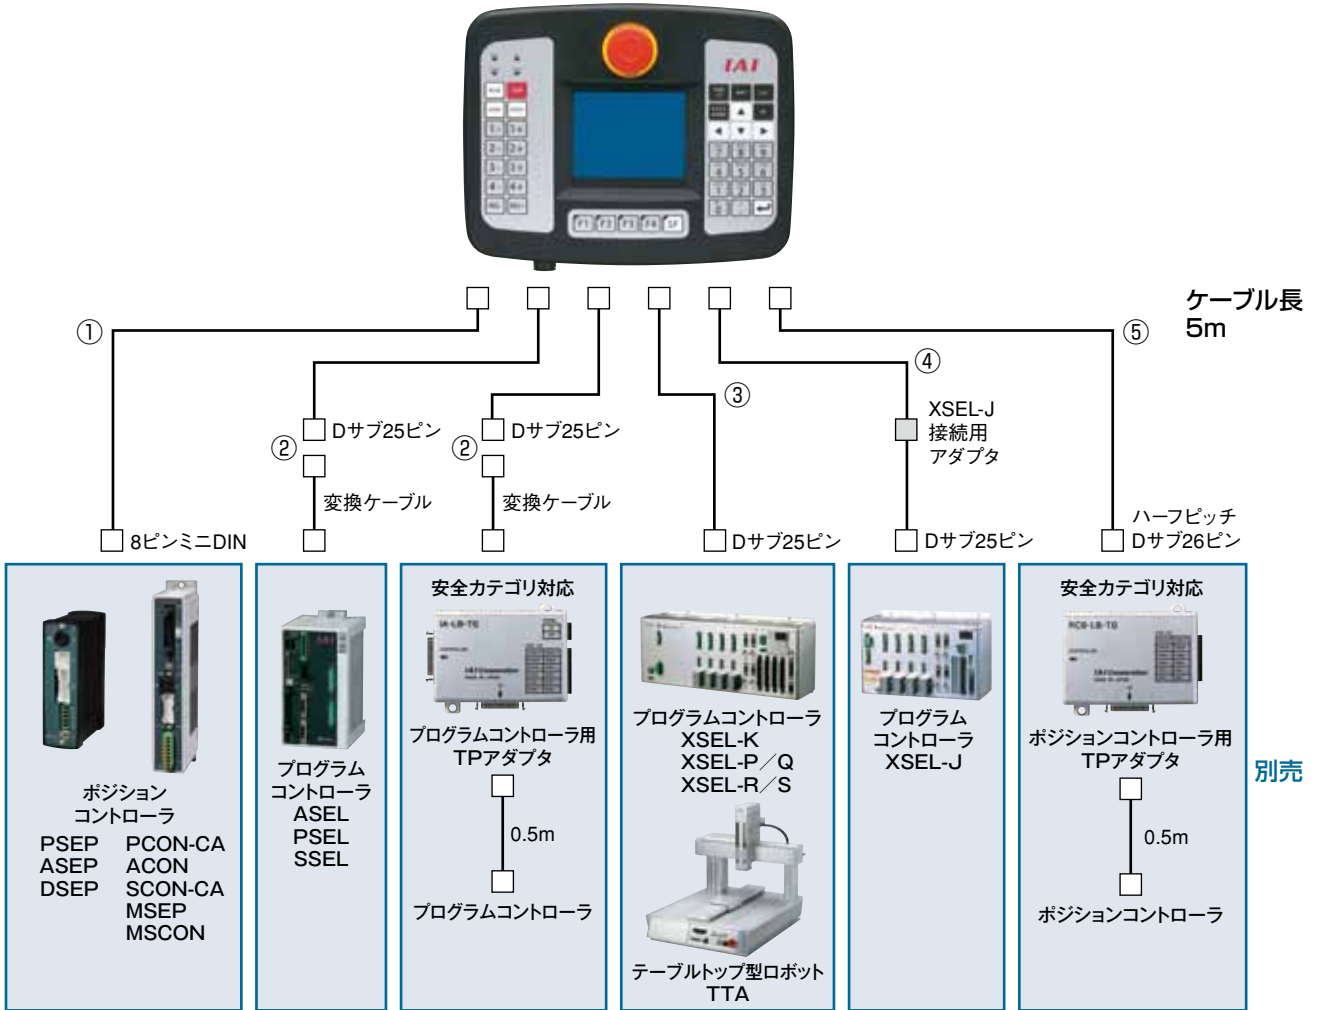 IAI
F1 F2 F3 F4 SF
ケーブル長
5m
①
⑤
④
③
XSEL-J
接続用
アダプタ
②
Dサブ25ピン
②
Dサブ25ピン
変換ケーブル
変換ケーブル
8ピンミニDIN
Dサブ25ピン
Dサブ25ピン
ハーフピッチ
Dサブ26ピン
ポジション
コントローラ
PSEP PCON-CA
ASEP ACON
DSEP SCON-CA
MSEP
MSCON
プログラム
コントローラ
ASEL
PSEL
SSEL
安全カテゴリ対応
IA-LB-TG
プログラムコントローラ用
TPアダプタ
0.5m
プログラムコントローラ
プログラムコントローラ
XSEL-K
XSEL-P／Q
XSEL-R／S
テーブルトップ型ロボット
TTA
プログラム
コントローラ
XSEL-J
安全カテゴリ対応
RCB-LB-TG
ポジションコントローラ用
TPアダプタ
0.5m
ポジションコントローラ
別売